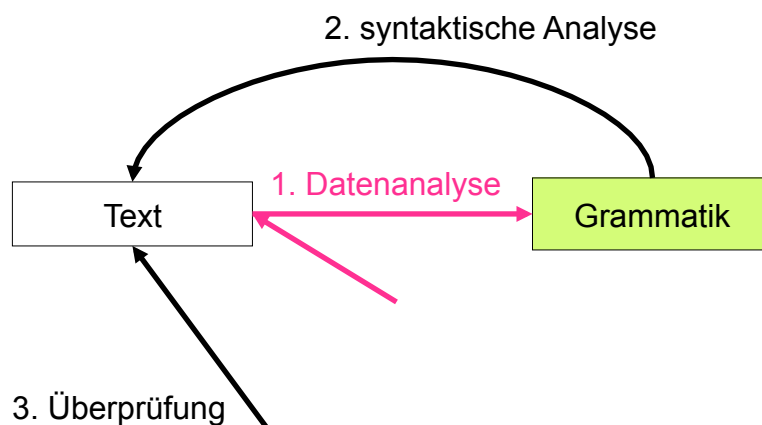 2. syntaktische Analyse
1. Datenanalyse
Text
Grammatik
3. Überprüfung